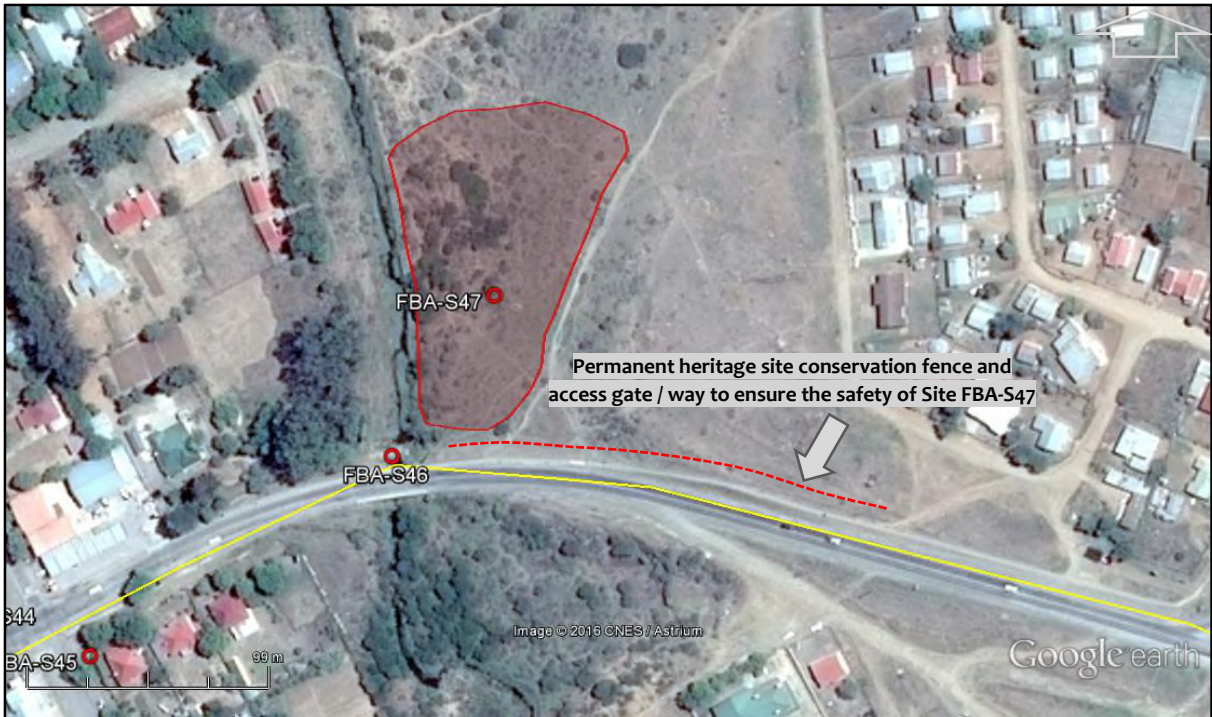 FBA-S47
Permanent heritage site conservation fence and
access gate / way to ensure the safety of Site FBA-S47
FBA-S46
S44
BA-S45
99 m
Image © 2016 CNES / Astrium
Google earth